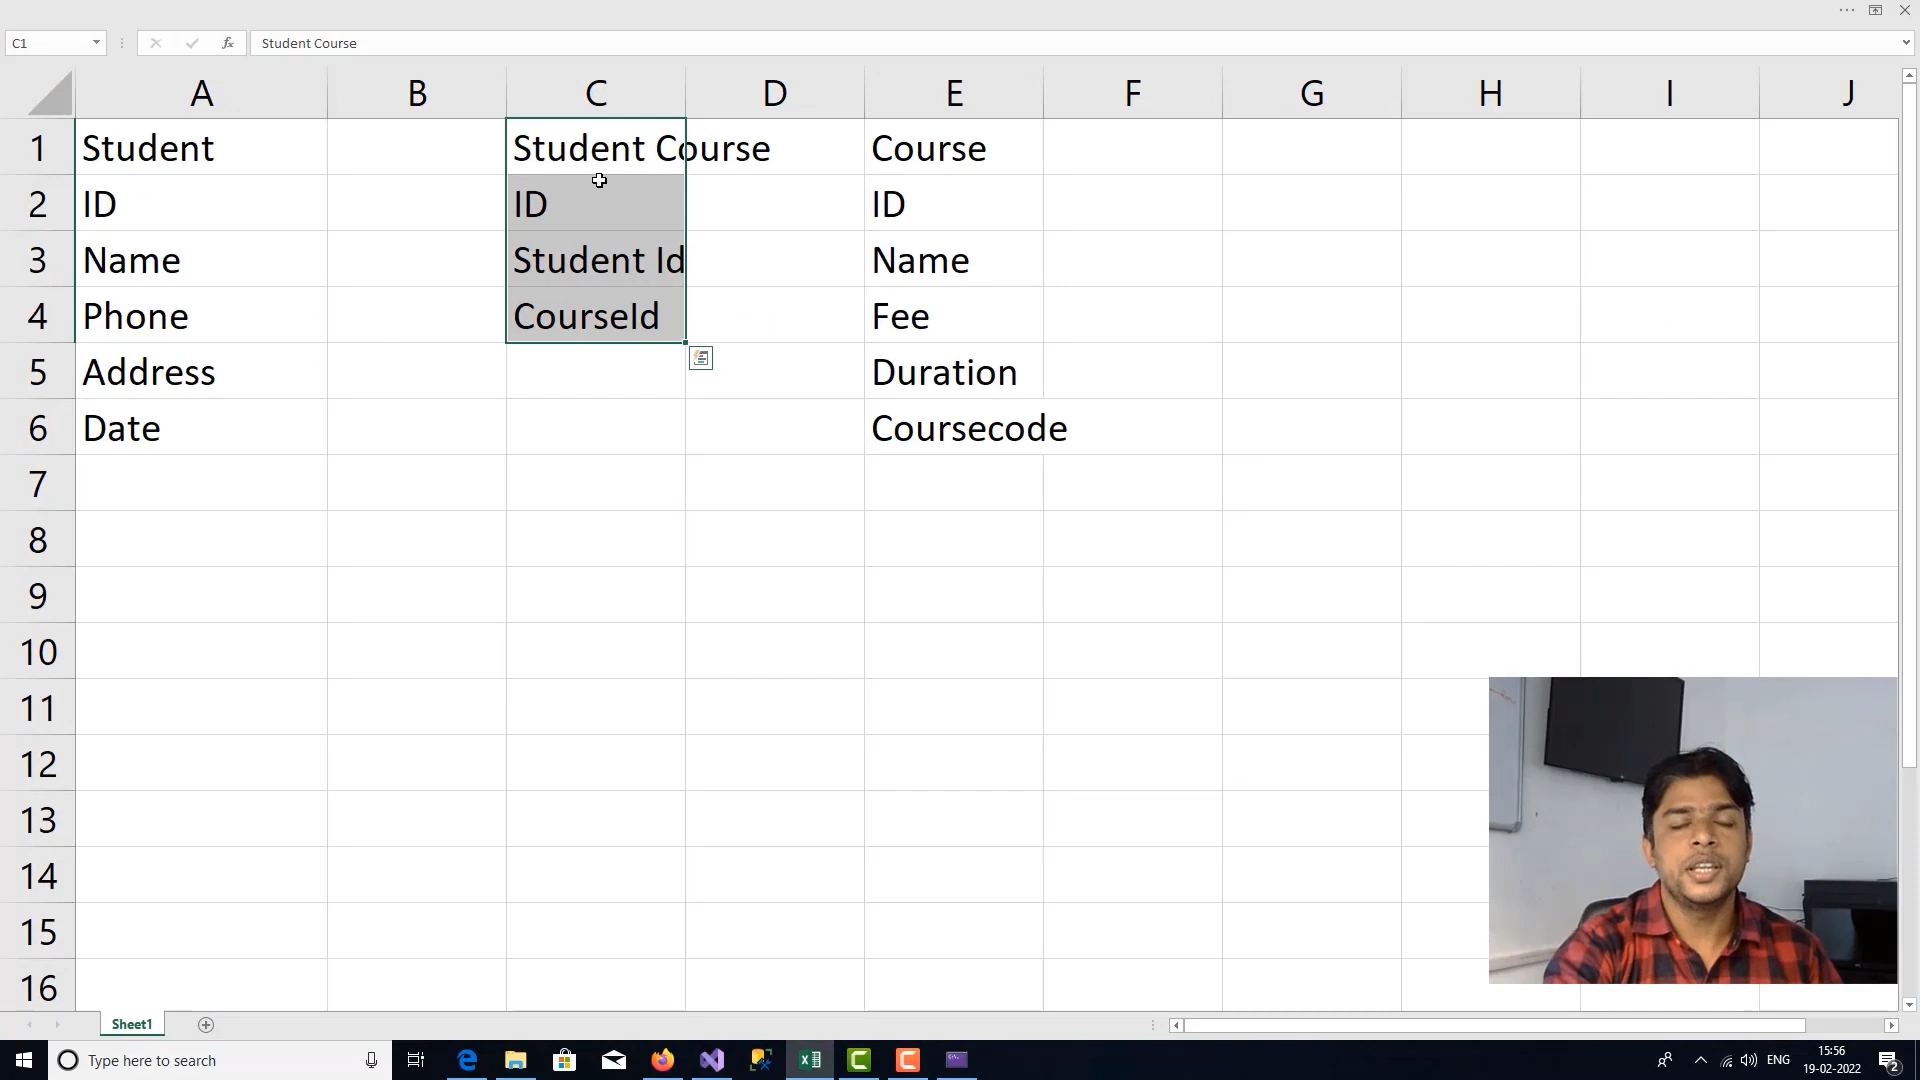 C1
fx
Student Course
A B C D E F G H I J
1 Student Student Course Course
2 ID ID ID
3 Name Student Id Name
4 Phone CourseId Fee
5 Address Duration
6 Date Coursecode
7
8
9
10
11
12
13
14
15
16
Sheet1
Type here to search
ENG
15:56
19-02-2022
2